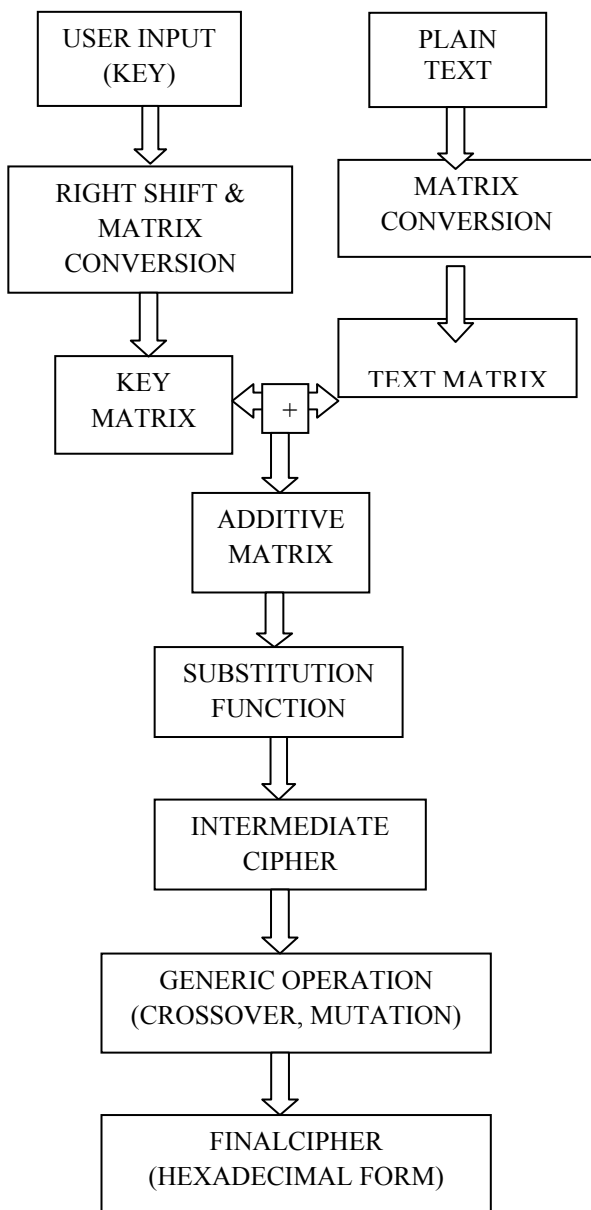 USER INPUT
(KEY)
PLAIN
TEXT
RIGHT SHIFT &
MATRIX
CONVERSION
MATRIX
CONVERSION
KEY
MATRIX
+
TEXT MATRIX
ADDITIVE
MATRIX
SUBSTITUTION
FUNCTION
INTERMEDIATE
CIPHER
GENERIC OPERATION
(CROSSOVER, MUTATION)
FINALCIPHER
(HEXADECIMAL FORM)